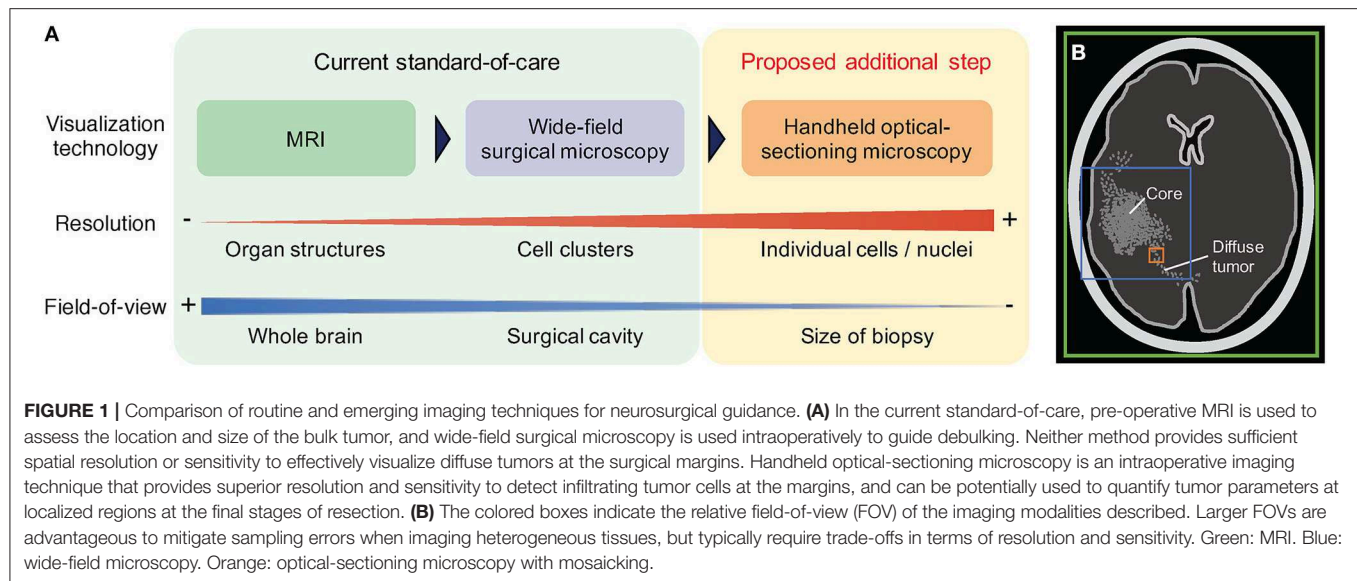 A
Current standard-of-care
Proposed additional step
Visualization
technology
MRI
Wide-field
surgical microscopy
Handheld optical-
sectioning microscopy
Resolution
-
+
Organ structures
Cell clusters
Individual cells / nuclei
Field-of-view
+
-
Whole brain
Surgical cavity
Size of biopsy
B
Core
Diffuse
tumor
FIGURE 1 | Comparison of routine and emerging imaging techniques for neurosurgical guidance. (A) In the current standard-of-care, pre-operative MRI is used to
assess the location and size of the bulk tumor, and wide-field surgical microscopy is used intraoperatively to guide debulking. Neither method provides sufficient
spatial resolution or sensitivity to effectively visualize diffuse tumors at the surgical margins. Handheld optical-sectioning microscopy is an intraoperative imaging
technique that provides superior resolution and sensitivity to detect infiltrating tumor cells at the margins, and can be potentially used to quantify tumor parameters at
localized regions at the final stages of resection. (B) The colored boxes indicate the relative field-of-view (FOV) of the imaging modalities described. Larger FOVs are
advantageous to mitigate sampling errors when imaging heterogeneous tissues, but typically require trade-offs in terms of resolution and sensitivity. Green: MRI. Blue:
wide-field microscopy. Orange: optical-sectioning microscopy with mosaicking.